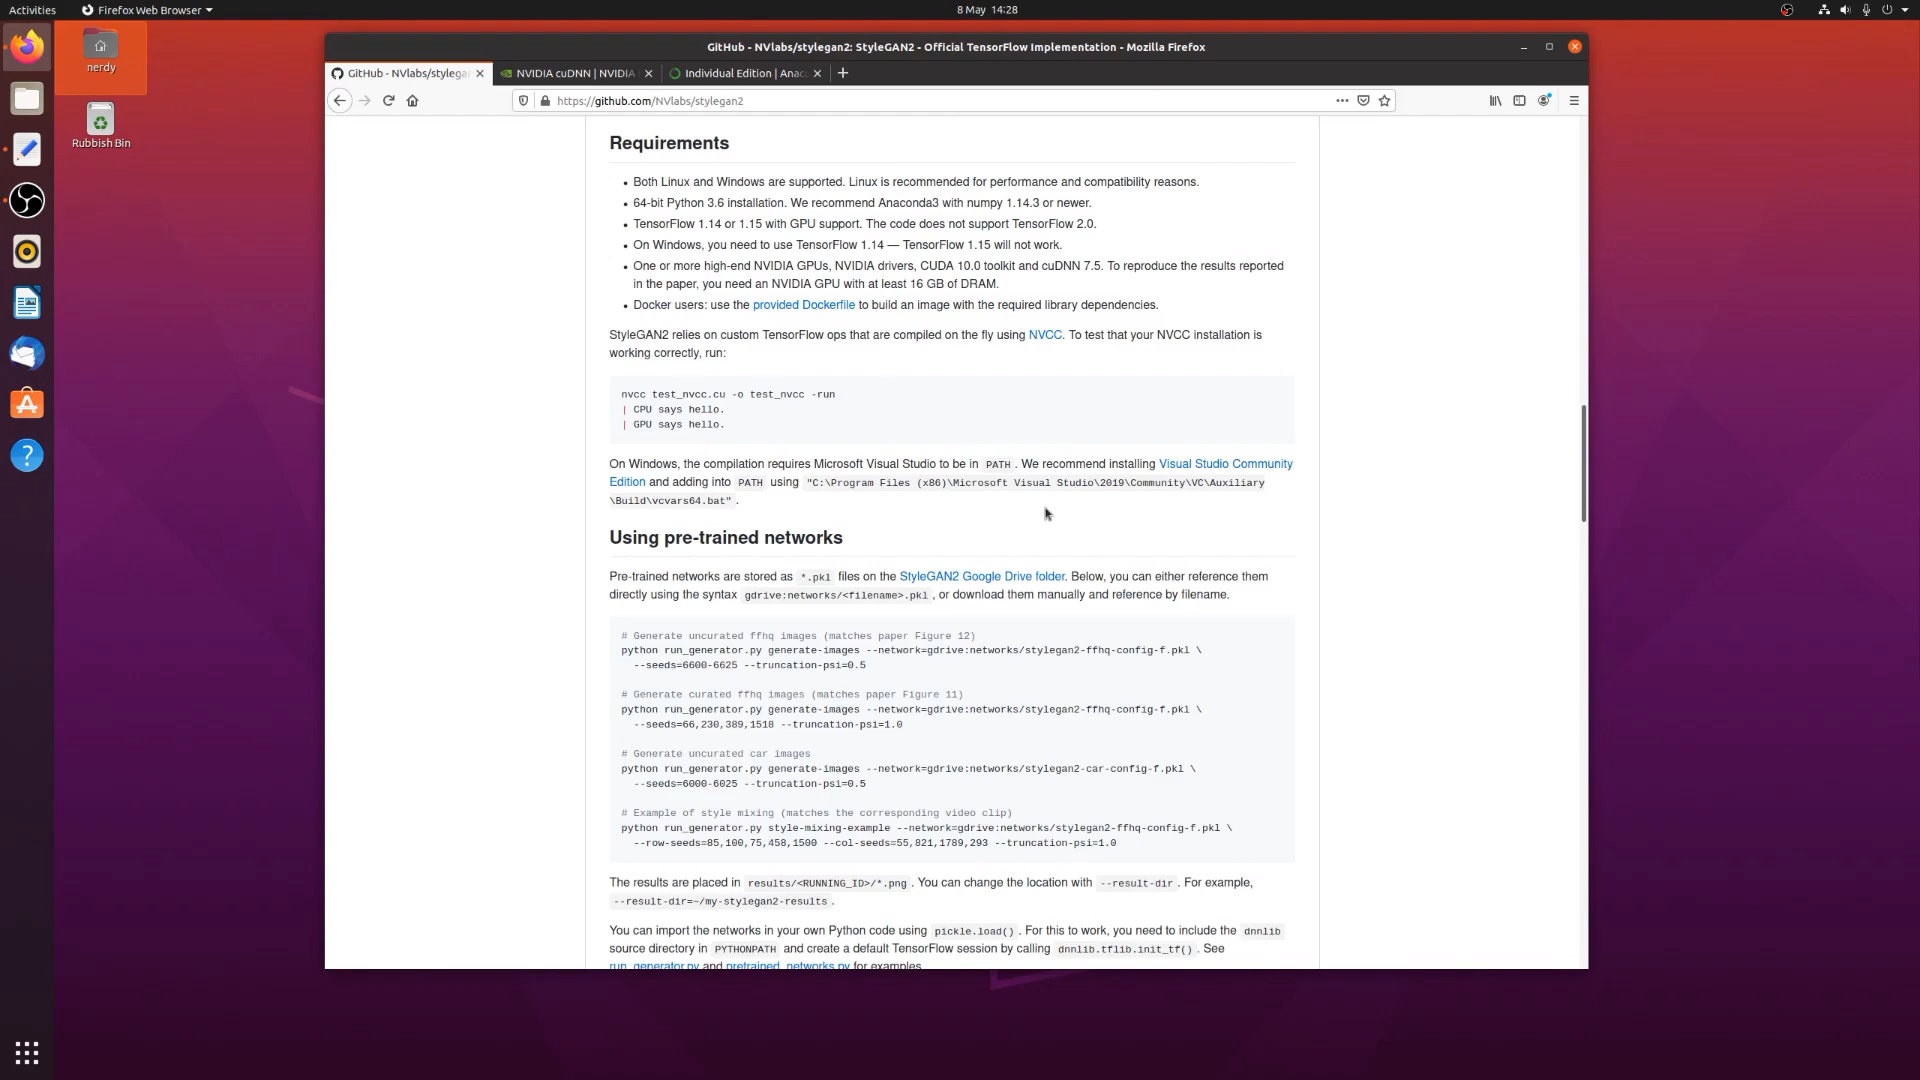 Activities
Firefox Web Browser
8 May 14:28
nerdy
Rubbish Bin
GitHub - NVlabs/stylegan2: StyleGAN2 - Official TensorFlow Implementation - Mozilla Firefox
GitHub - NVlabs/stylega
NVIDIA cuDNN | NVIDIA
Individual Edition | Anac
https://github.com/NVlabs/stylegan2
Requirements
• Both Linux and Windows are supported. Linux is recommended for performance and compatibility reasons.
• 64-bit Python 3.6 installation. We recommend Anaconda3 with numpy 1.14.3 or newer.
• TensorFlow 1.14 or 1.15 with GPU support. The code does not support TensorFlow 2.0.
• On Windows, you need to use TensorFlow 1.14 — TensorFlow 1.15 will not work.
• One or more high-end NVIDIA GPUs, NVIDIA drivers, CUDA 10.0 toolkit and cuDNN 7.5. To reproduce the results reported
in the paper, you need an NVIDIA GPU with at least 16 GB of DRAM.
• Docker users: use the provided Dockerfile to build an image with the required library dependencies.
StyleGAN2 relies on custom TensorFlow ops that are compiled on the fly using NVCC. To test that your NVCC installation is
working correctly, run:
nvcc test_nvcc.cu -o test_nvcc -run
| CPU says hello.
| GPU says hello.
On Windows, the compilation requires Microsoft Visual Studio to be in PATH . We recommend installing Visual Studio Community
Edition and adding into PATH using "C:\Program Files (x86)\Microsoft Visual Studio\2019\Community\VC\Auxiliary
\Build\vcvars64.bat" .
Using pre-trained networks
Pre-trained networks are stored as *.pkl files on the StyleGAN2 Google Drive folder. Below, you can either reference them
directly using the syntax gdrive:networks/<filename>.pkl , or download them manually and reference by filename.
# Generate uncurated ffhq images (matches paper Figure 12)
python run_generator.py generate-images --network=gdrive:networks/stylegan2-ffhq-config-f.pkl \
--seeds=6600-6625 --truncation-psi=0.5
# Generate curated ffhq images (matches paper Figure 11)
python run_generator.py generate-images --network=gdrive:networks/stylegan2-ffhq-config-f.pkl \
--seeds=66,230,389,1518 --truncation-psi=1.0
# Generate uncurated car images
python run_generator.py generate-images --network=gdrive:networks/stylegan2-car-config-f.pkl \
--seeds=6000-6025 --truncation-psi=0.5
# Example of style mixing (matches the corresponding video clip)
python run_generator.py style-mixing-example --network=gdrive:networks/stylegan2-ffhq-config-f.pkl \
--row-seeds=85,100,75,458,1500 --col-seeds=55,821,1789,293 --truncation-psi=1.0
The results are placed in results/<RUNNING_ID>/*.png . You can change the location with --result-dir . For example,
--result-dir=~/my-stylegan2-results .
You can import the networks in your own Python code using pickle.load() . For this to work, you need to include the dnnlib
source directory in PYTHONPATH and create a default TensorFlow session by calling dnnlib.tflib.init_tf() . See
run_generator.py and pretrained_networks.py for examples.